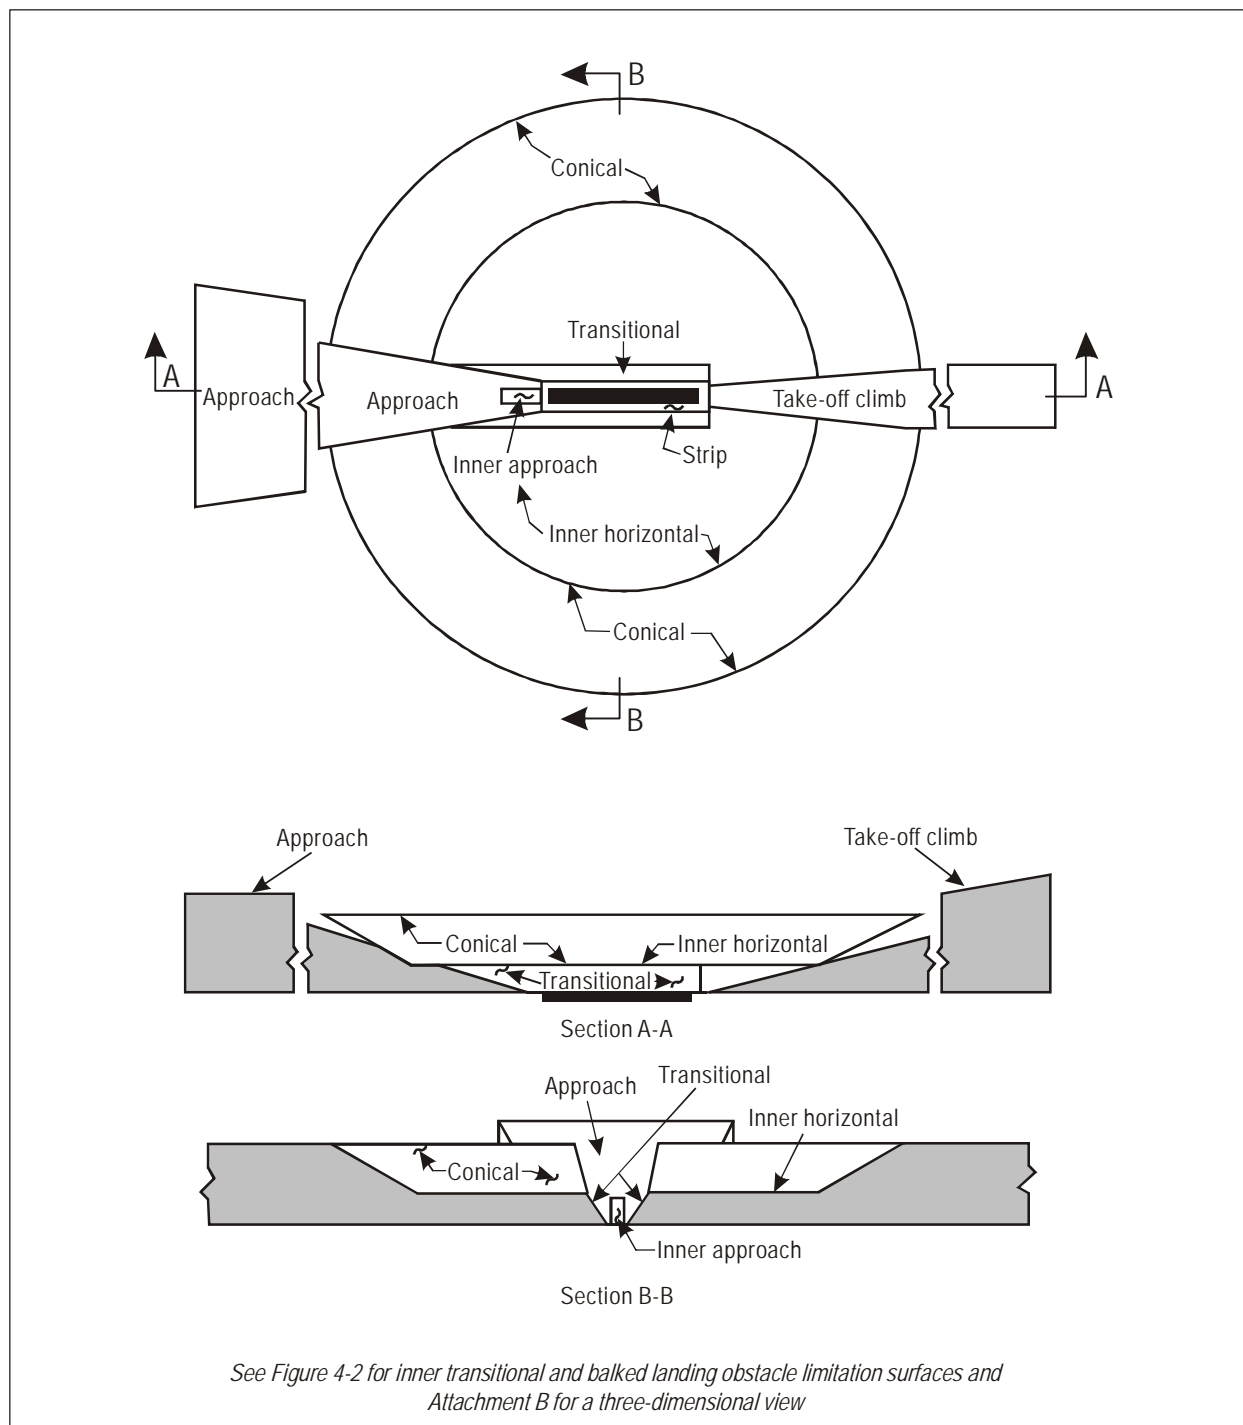 B
Conical
Transitional
A
Approach
Approach
Take-off climb
A
Inner approach
Strip
Inner horizontal
Conical
B
Approach
Take-off climb
Conical
Inner horizontal
Transitional
Section A-A
Transitional
Approach
Inner horizontal
Conical
Inner approach
Section B-B
See Figure 4-2 for inner transitional and balked landing obstacle limitation surfaces and
Attachment B for a three-dimensional view